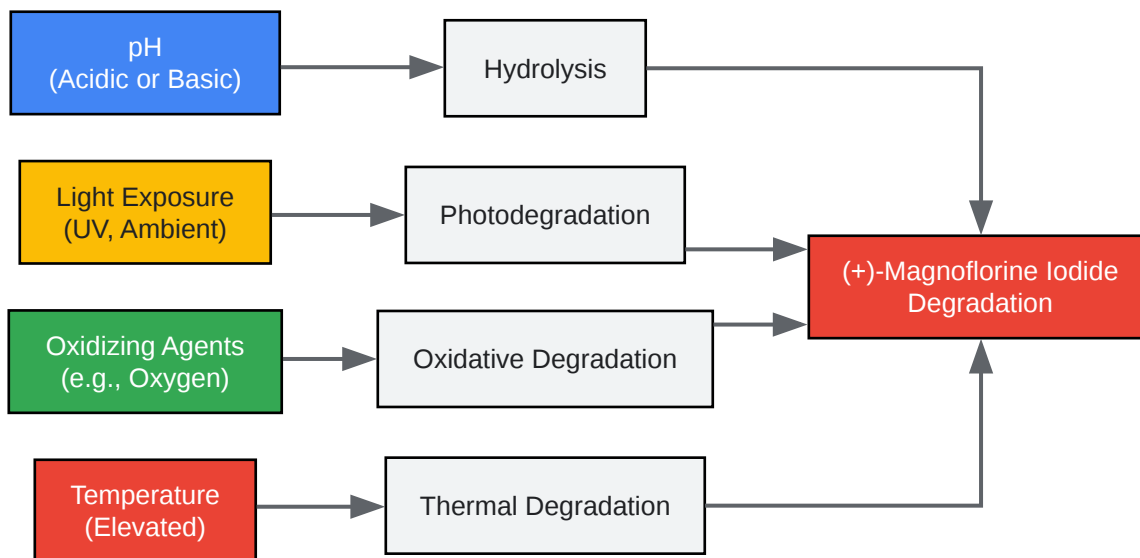 pH
(Acidic or Basic)
Hydrolysis
Light Exposure
(UV, Ambient)
Photodegradation
(+)-Magnoflorine Iodide
Degradation
Oxidizing Agents
(e.g., Oxygen)
Oxidative Degradation
Temperature
(Elevated)
Thermal Degradation